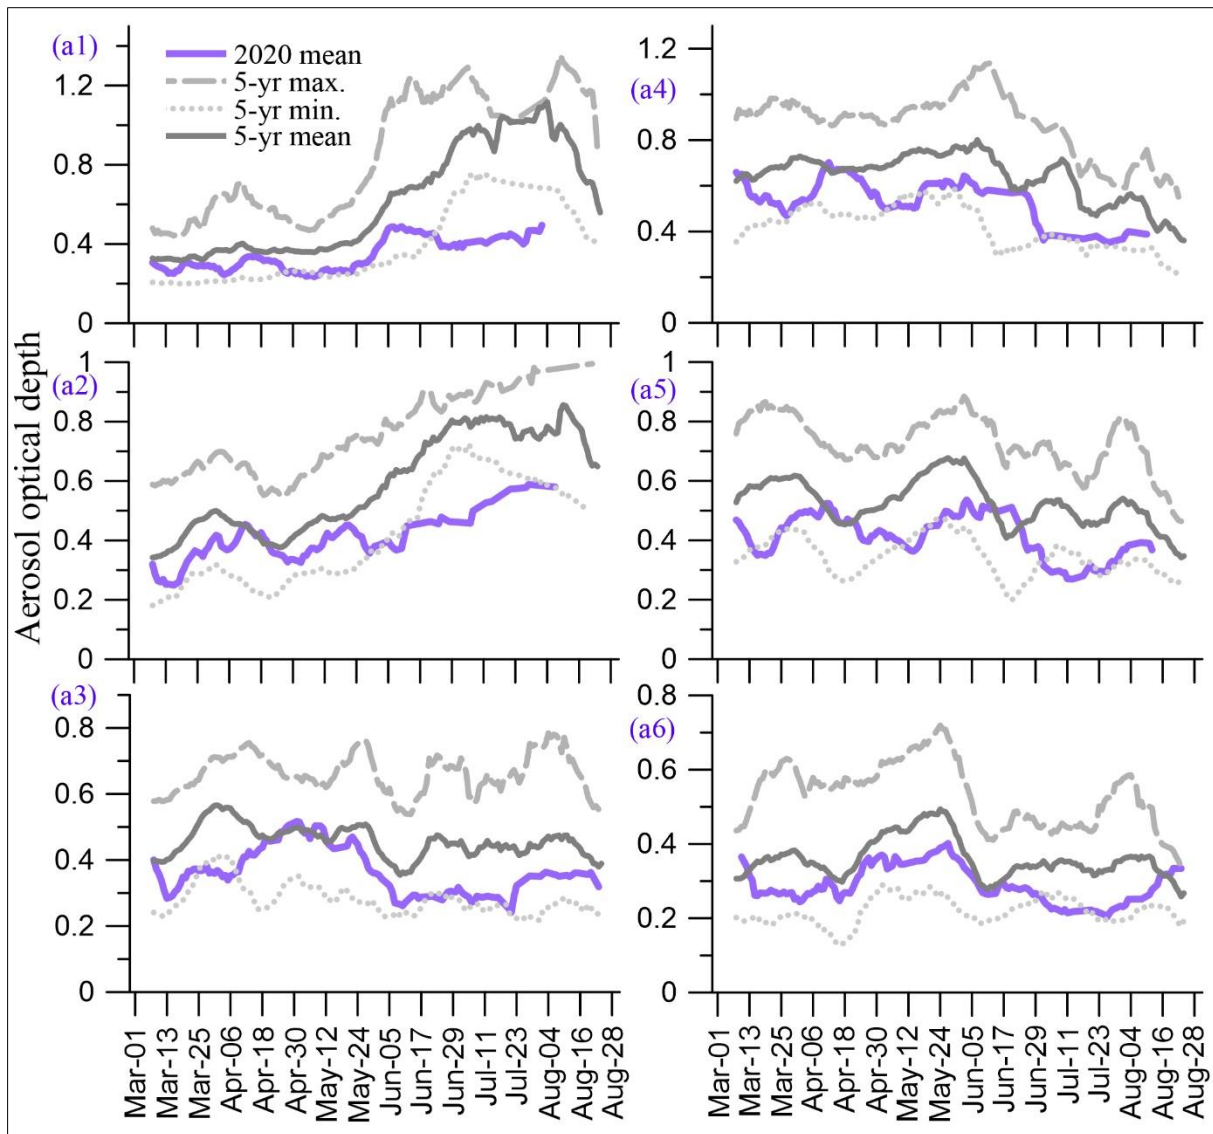 Aerosol optical depth
(a1)
2020 mean
5-yr max.
5-yr min.
5-yr mean
1.2
0.8
0.4
0
(a4)
1.2
0.8
0.4
0
(a2)
1
0.8
0.6
0.4
0.2
0
(a5)
1
0.8
0.6
0.4
0.2
0
(a3)
0.8
0.6
0.4
0.2
0
(a6)
0.8
0.6
0.4
0.2
0
Mar-01
Mar-13
Mar-25
Apr-06
Apr-18
Apr-30
May-12
May-24
Jun-05
Jun-17
Jun-29
Jul-11
Jul-23
Aug-04
Aug-16
Aug-28
Mar-01
Mar-13
Mar-25
Apr-06
Apr-18
Apr-30
May-12
May-24
Jun-05
Jun-17
Jun-29
Jul-11
Jul-23
Aug-04
Aug-16
Aug-28